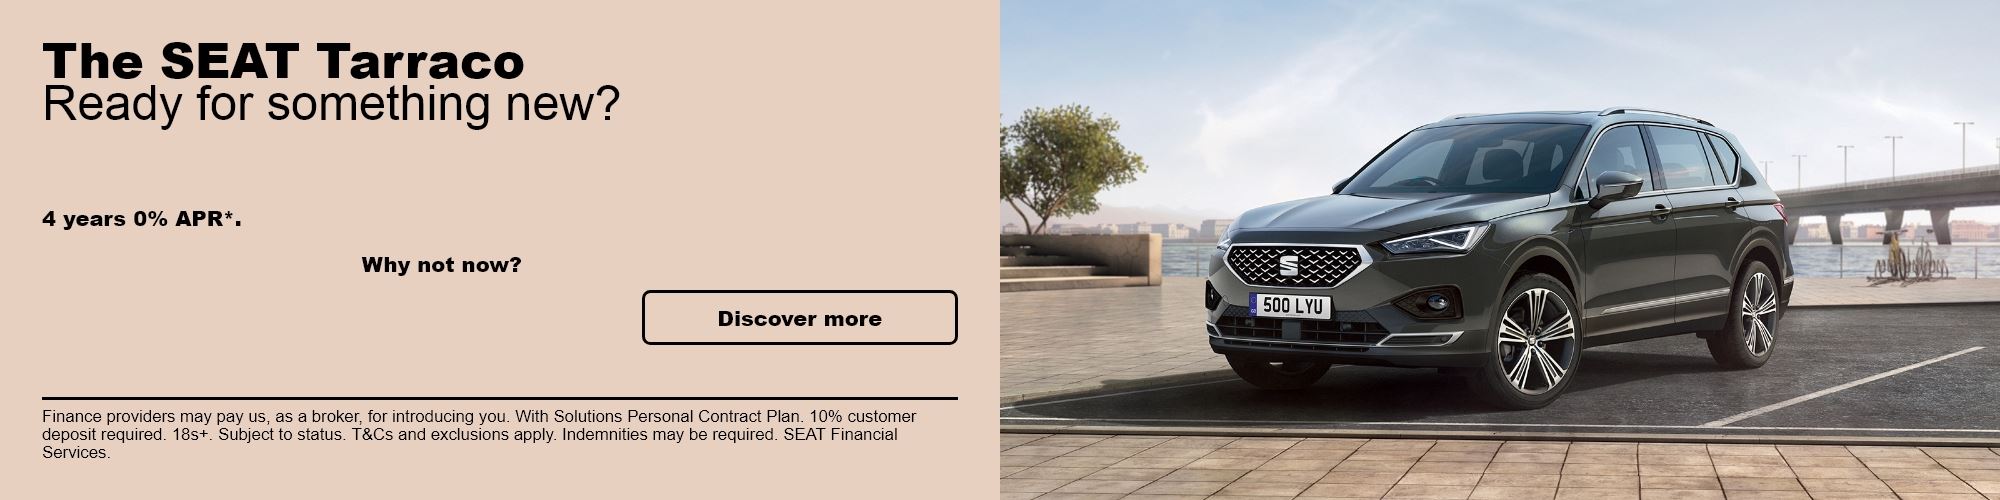 The SEAT Tarraco
Ready for something new?
4 years 0% APR*.
Why not now?
Discover more
Finance providers may pay us, as a broker, for introducing you. With Solutions Personal Contract Plan. 10% customer
deposit required. 18s+. Subject to status. T&Cs and exclusions apply. Indemnities may be required. SEAT Financial
Services.
500 LYU